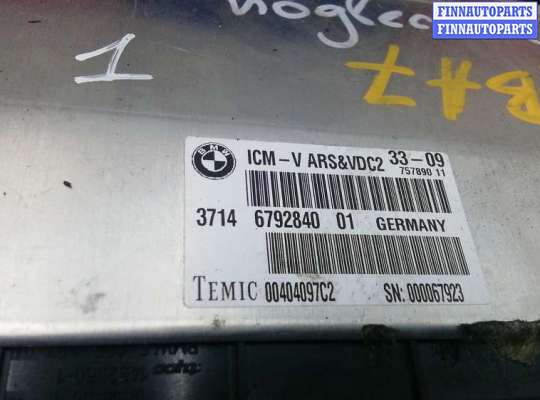 FINNAUTOPARTS
FINNAUTOPARTS
FINNAUTOPARTS
1
BMW
ICM-V ARS&VDC2 33-09
757890 11
3714 6792840 01 GERMANY
TEMIC 00404097C2 SN: 000067923